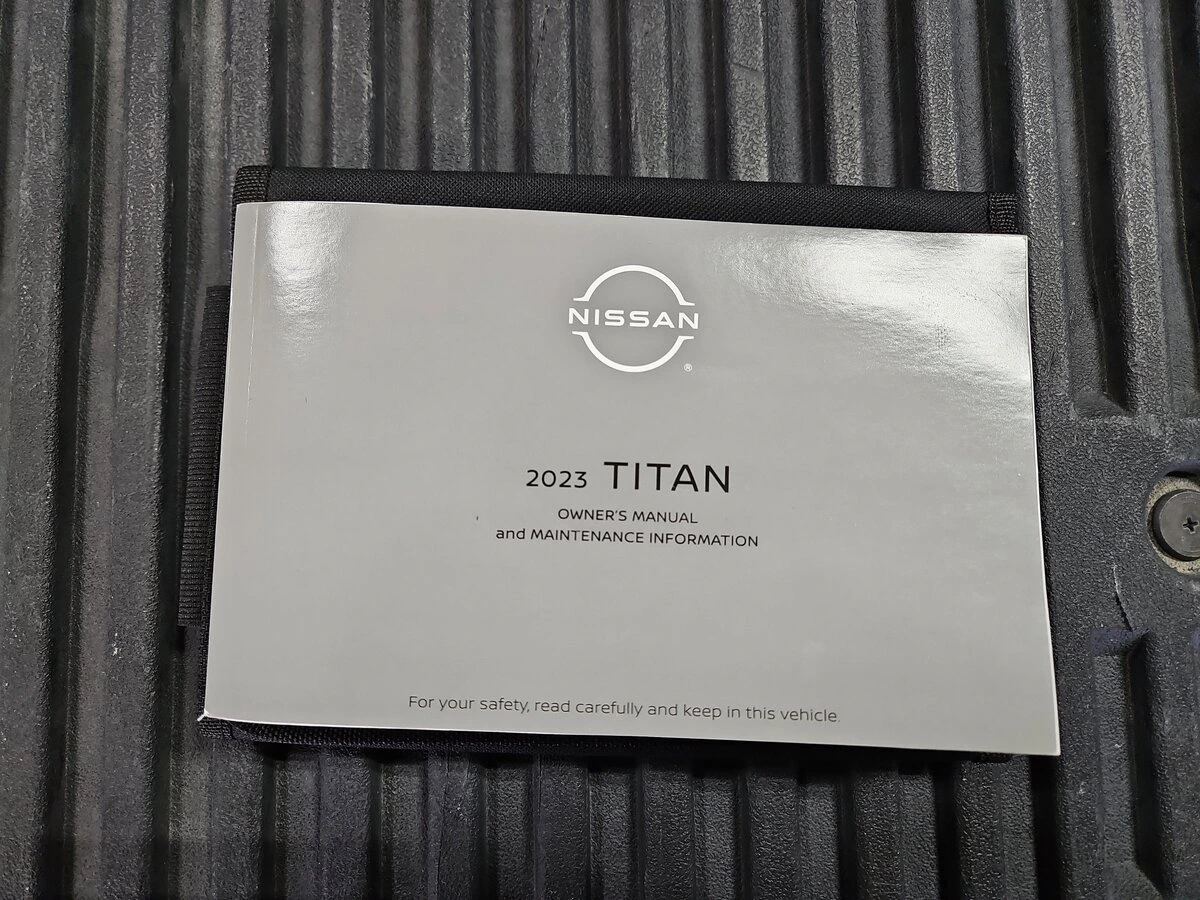 NISSAN
®
2023 TITAN
OWNER'S MANUAL
and MAINTENANCE INFORMATION
For your safety, read carefully and keep in this vehicle.